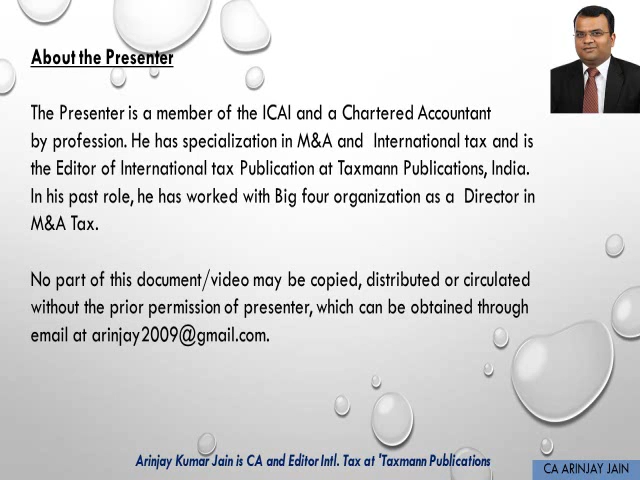 About the Presenter
The Presenter is a member of the ICAI and a Chartered Accountant
by profession. He has specialization in M&A and International tax and is
the Editor of International tax Publication at Taxmann Publications, India.
In his past role, he has worked with Big four organization as a Director in
M&A Tax.
No part of this document/video may be copied, distributed or circulated
without the prior permission of presenter, which can be obtained through
email at arinjay2009@gmail.com.
Arinjay Kumar Jain is CA and Editor Intl. Tax at 'Taxmann Publications
CA ARINJAY JAIN